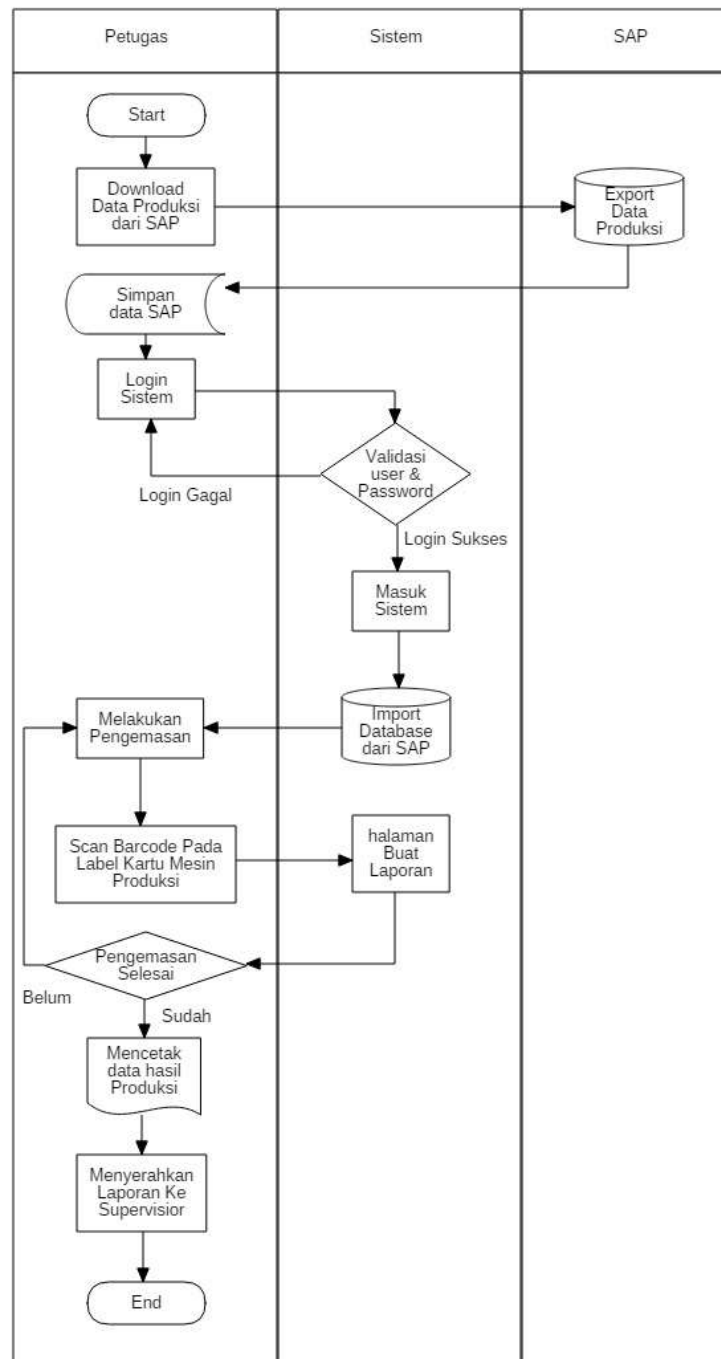 Petugas
Sistem
SAP
Start
Download
Data Produksi
dari SAP
Export
Data
Produksi
Simpan
data SAP
Login
Sistem
Validasi
user &
Password
Login Gagal
Login Sukses
Masuk
Sistem
Import
Database
dari SAP
Melakukan
Pengemasan
Scan Barcode Pada
Label Kartu Mesin
Produksi
halaman
Buat
Laporan
Pengemasan
Selesai
Belum
Sudah
Mencetak
data hasil
Produksi
Menyerahkan
Laporan Ke
Supervisior
End